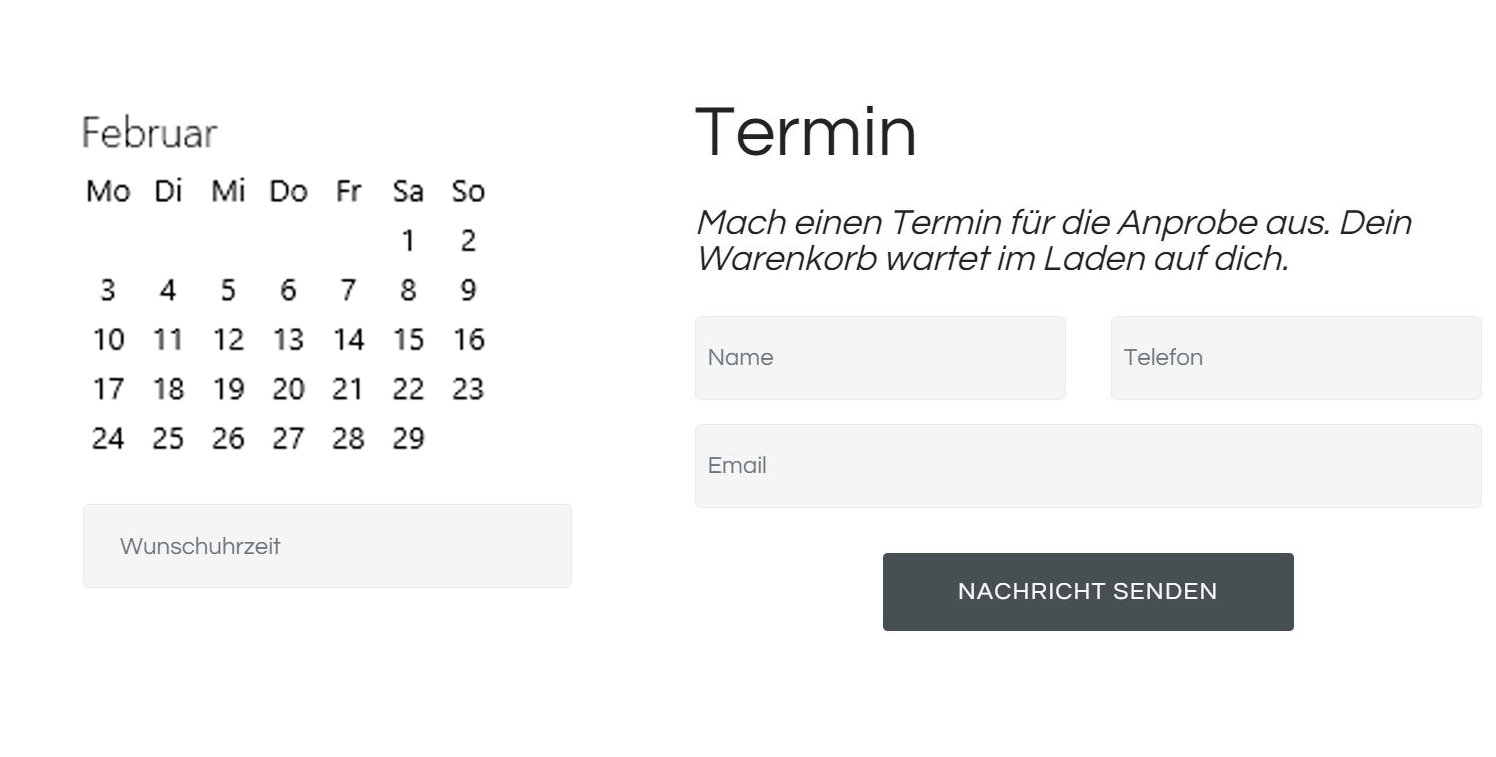 Februar
Mo Di Mi Do Fr Sa So
1 2
3 4 5 6 7 8 9
10 11 12 13 14 15 16
17 18 19 20 21 22 23
24 25 26 27 28 29
Wunschuhrzeit
Termin
Mach einen Termin für die Anprobe aus. Dein
Warenkorb wartet im Laden auf dich.
Name
Telefon
Email
NACHRICHT SENDEN